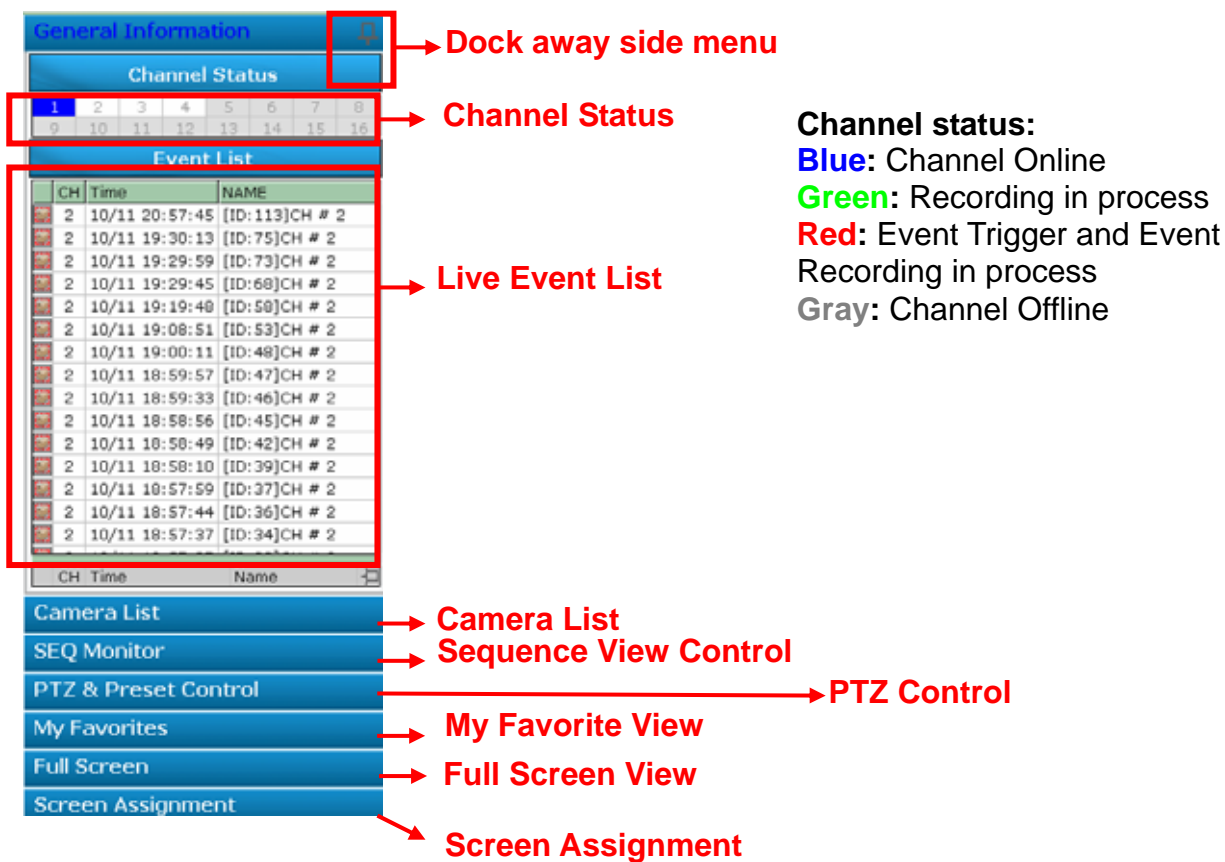 General Information
Dock away side menu
Channel Status
1 2 3 4 5 6 7 8
9 10 11 12 13 14 15 16
Channel Status
Channel status:
Blue: Channel Online
Green: Recording in process
Red: Event Trigger and Event
Recording in process
Gray: Channel Offline
Event List
CH Time NAME
2 10/11 20:57:45 [ID:113]CH # 2
2 10/11 19:30:13 [ID:75]CH # 2
2 10/11 19:29:59 [ID:73]CH # 2
2 10/11 19:29:45 [ID:68]CH # 2
2 10/11 19:19:48 [ID:58]CH # 2
2 10/11 19:08:51 [ID:53]CH # 2
2 10/11 19:00:11 [ID:48]CH # 2
2 10/11 18:59:57 [ID:47]CH # 2
2 10/11 18:59:33 [ID:46]CH # 2
2 10/11 18:58:56 [ID:45]CH # 2
2 10/11 18:58:49 [ID:42]CH # 2
2 10/11 18:58:10 [ID:39]CH # 2
2 10/11 18:57:59 [ID:37]CH # 2
2 10/11 18:57:44 [ID:36]CH # 2
2 10/11 18:57:37 [ID:34]CH # 2
CH Time Name
Live Event List
Camera List
Camera List
SEQ Monitor
Sequence View Control
PTZ & Preset Control
PTZ Control
My Favorites
My Favorite View
Full Screen
Full Screen View
Screen Assignment
Screen Assignment